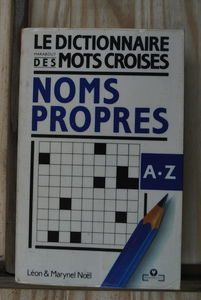 LE DICTIONNAIRE
MARABOUT
DES MOTS CROISES
NOMS
PROPRES
A-Z
Léon & Marynel Noël